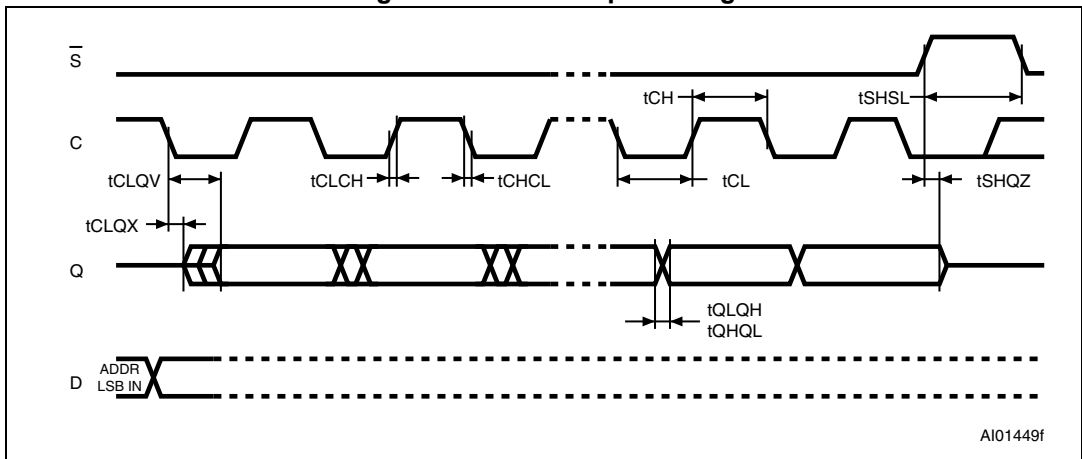 S
tCH
tSHSL
C
tCLQV
tCLCH
tCHCL
tCL
tSHQZ
tCLQX
Q
tQLQH
tQHQL
D
ADDR
LSB IN
AI01449f